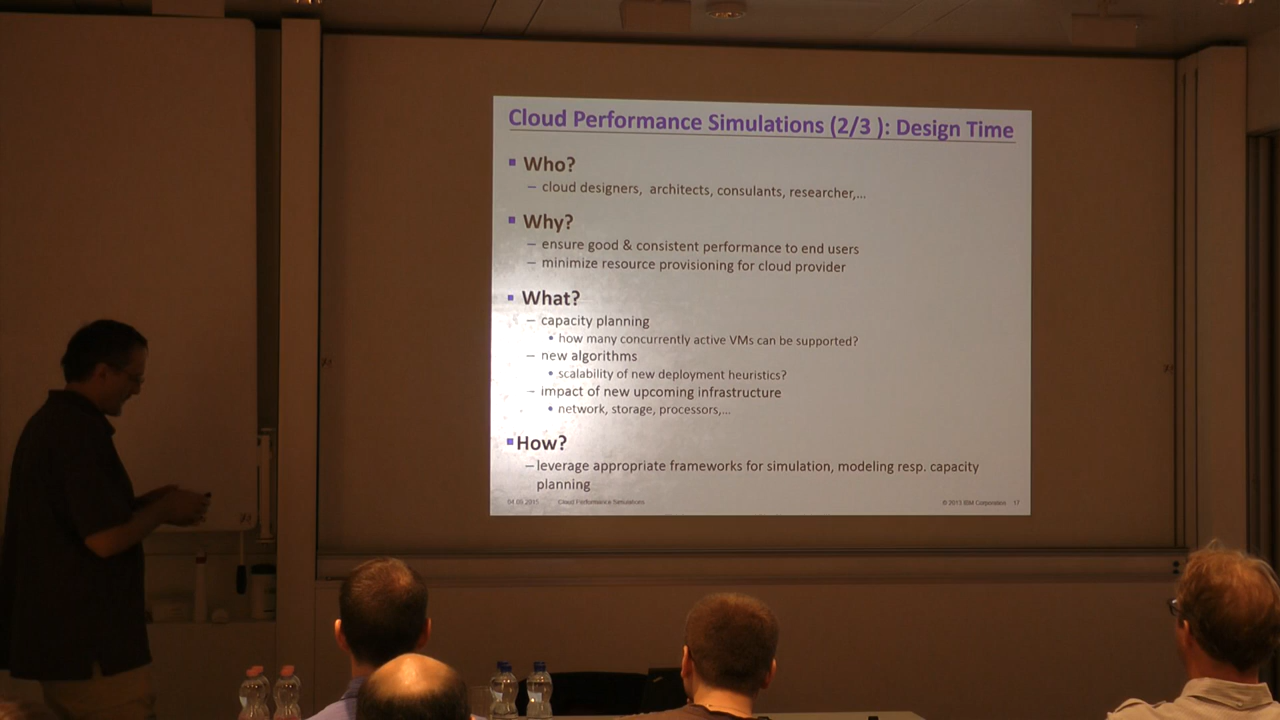 Cloud Performance Simulations (2/3 ): Design Time
▪ Who?
– cloud designers, architects, consulants, researcher,...
▪ Why?
– ensure good & consistent performance to end users
– minimize resource provisioning for cloud provider
▪ What?
– capacity planning
• how many concurrently active VMs can be supported?
– new algorithms
• scalability of new deployment heuristics?
– impact of new upcoming infrastructure
• network, storage, processors,...
▪How?
–leverage appropriate frameworks for simulation, modeling resp. capacity
planning
Cloud Performance Simulations © 2013 IBM Corporation 17